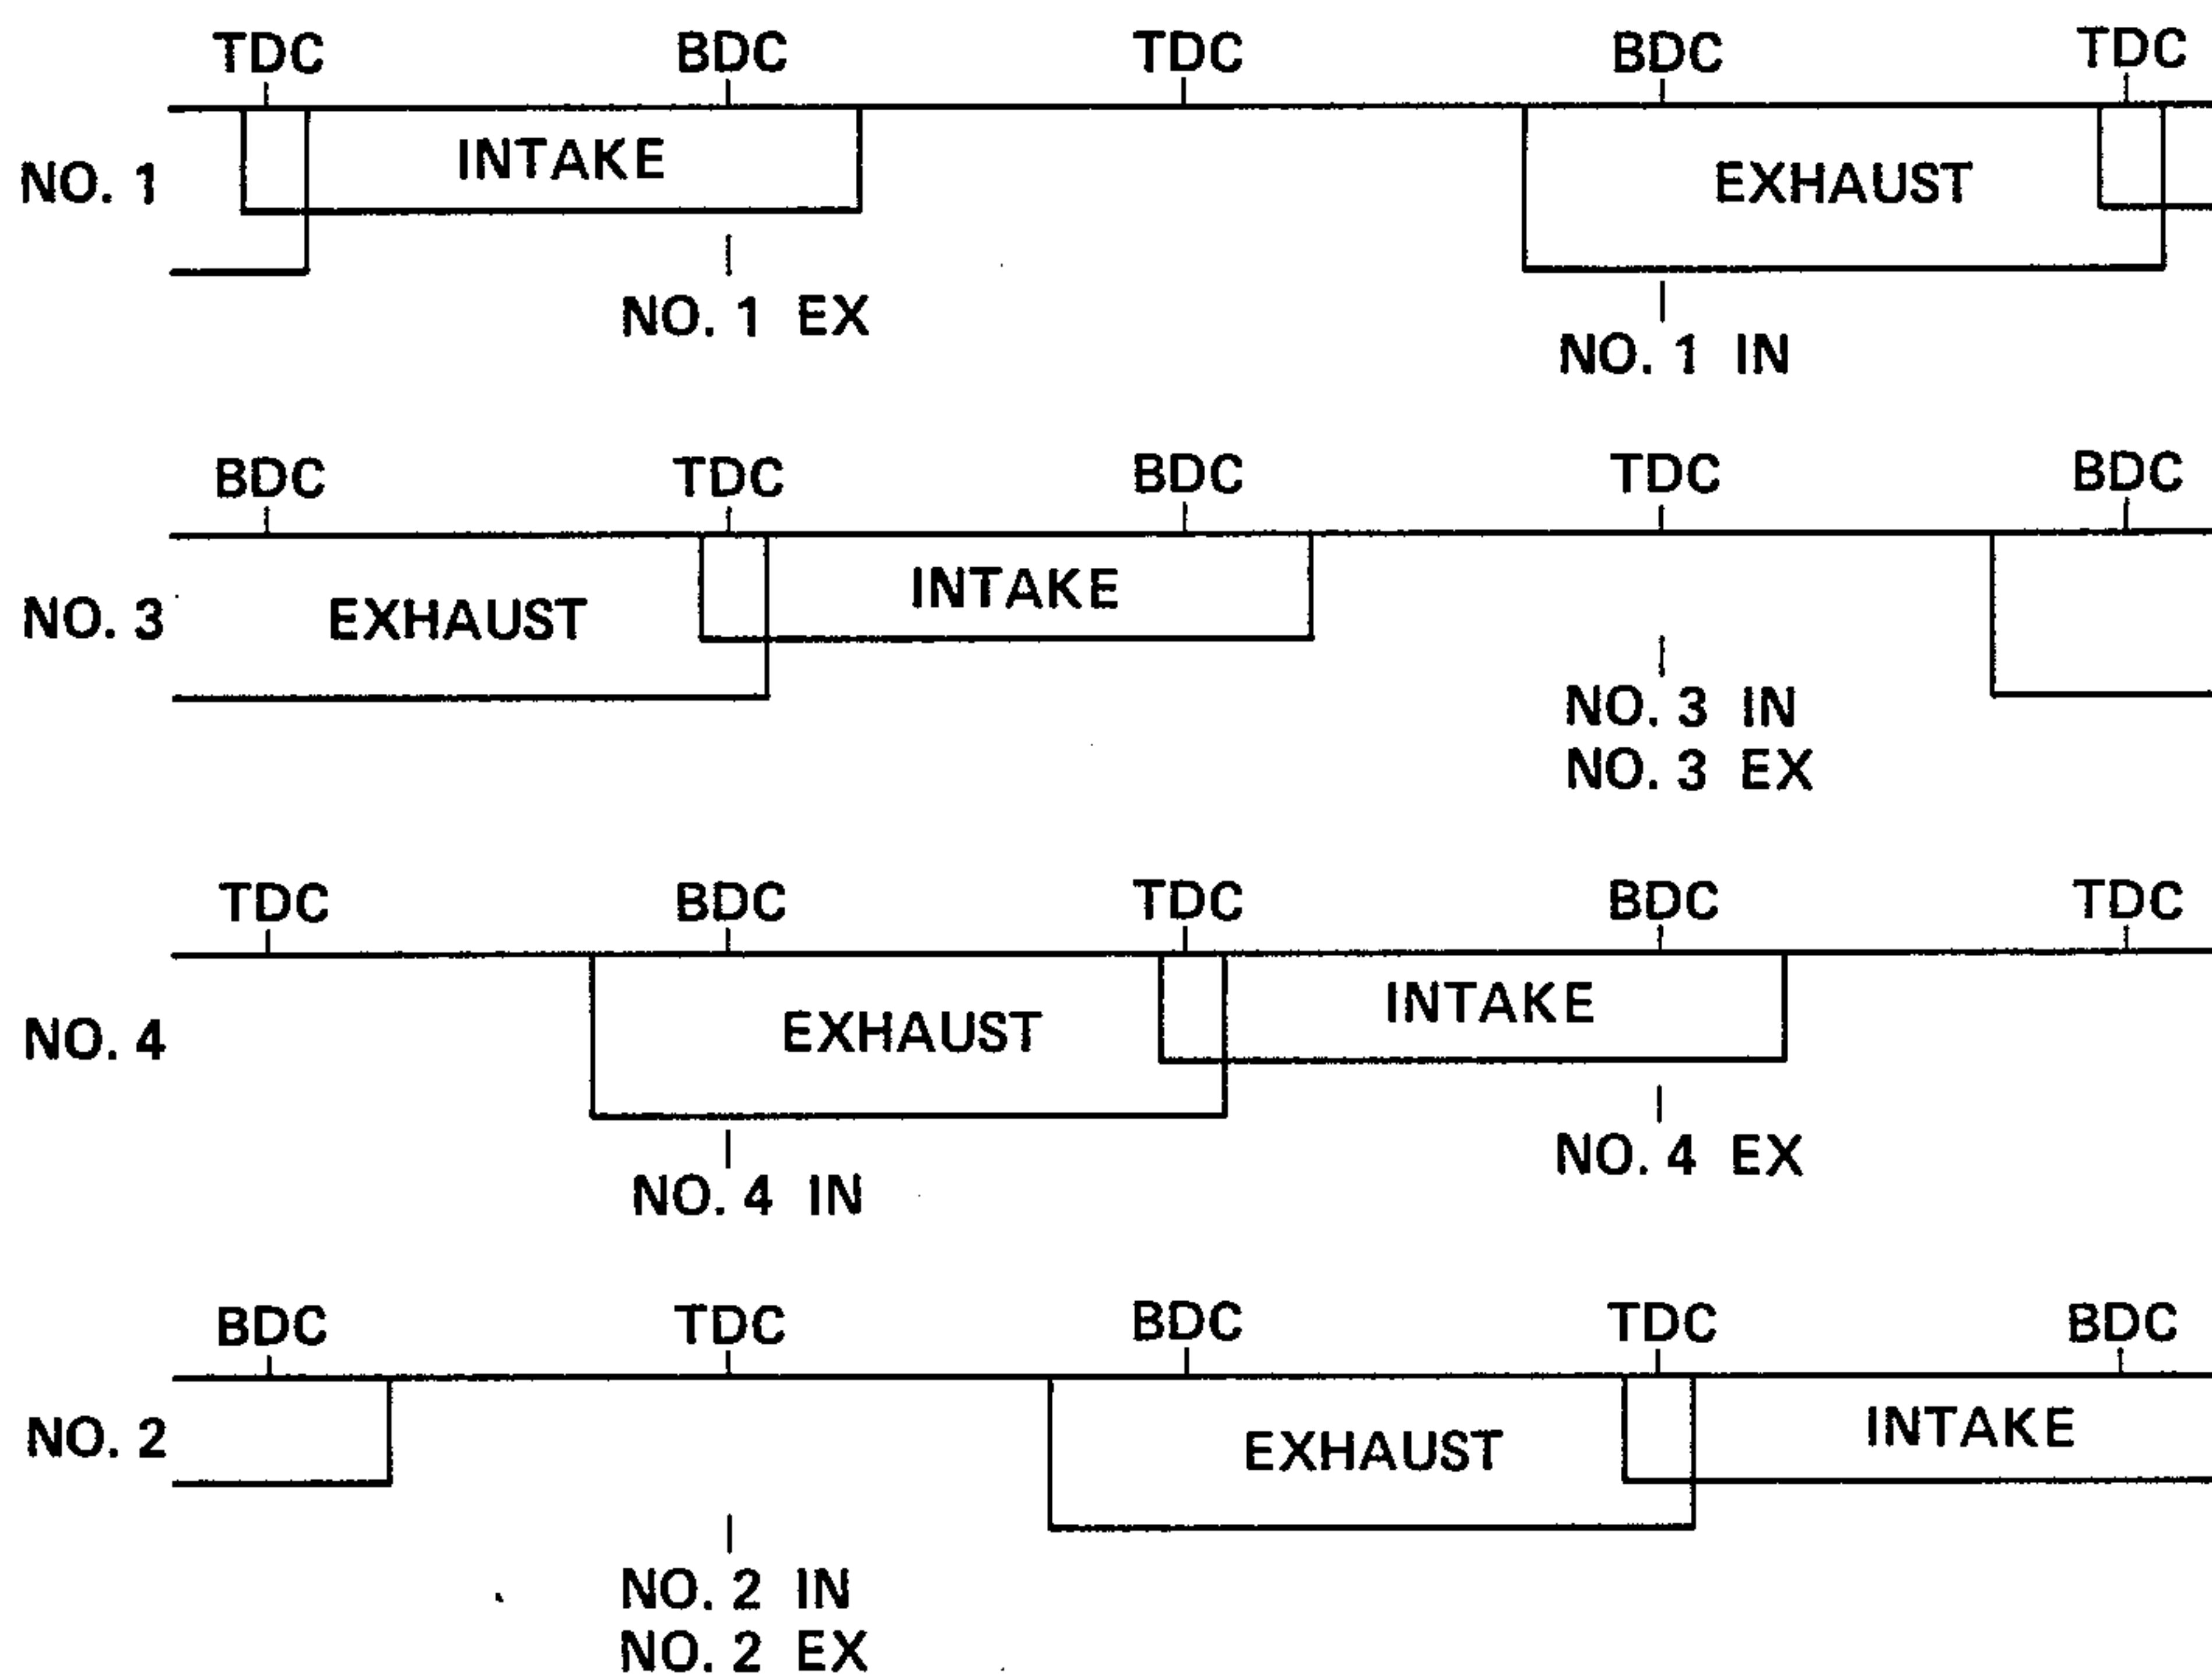 TDC BDC TDC BDC TDC
NO. 1 INTAKE EXHAUST
NO. 1 EX
NO. 1 IN
BDC TDC BDC TDC BDC
NO. 3 EXHAUST INTAKE
NO. 3 IN
NO. 3 EX
TDC BDC TDC BDC TDC
NO. 4 EXHAUST INTAKE
NO. 4 EX
NO. 4 IN
BDC TDC BDC TDC BDC
NO. 2 EXHAUST INTAKE
NO. 2 IN
NO. 2 EX